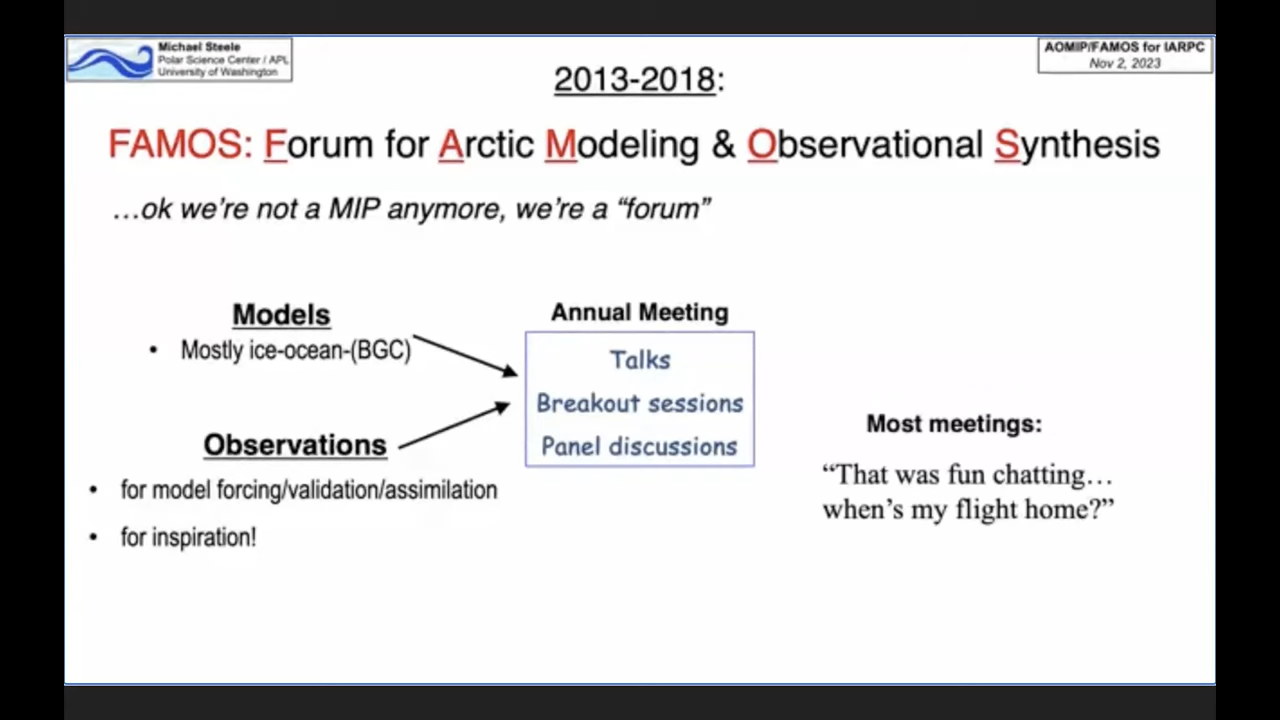 Michael Steele
Polar Science Center / APL
University of Washington
AOMIP/FAMOS for IARPC
Nov 2, 2023
2013-2018:
FAMOS: Forum for Arctic Modeling & Observational Synthesis
…ok we're not a MIP anymore, we're a “forum”
Models
• Mostly ice-ocean-(BGC)
Observations
• for model forcing/validation/assimilation
• for inspiration!
Annual Meeting
Talks
Breakout sessions
Panel discussions
Most meetings:
“That was fun chatting…
when's my flight home?”